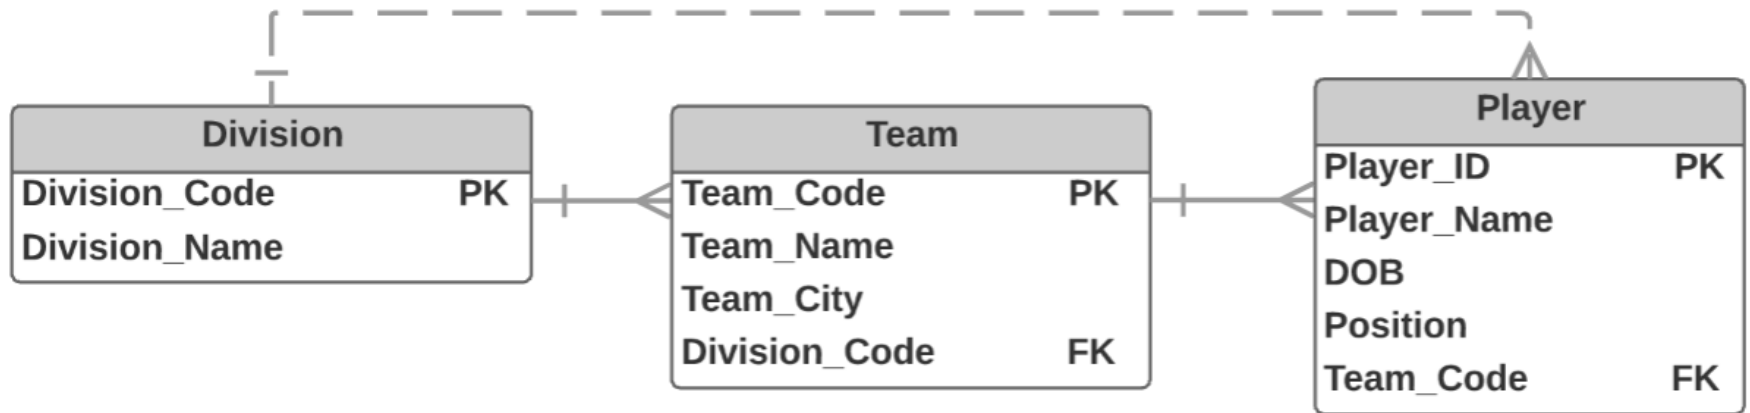 Division
Division_Code PK
Division_Name
Team
Team_Code PK
Team_Name
Team_City
Division_Code FK
Player
Player_ID PK
Player_Name
DOB
Position
Team_Code FK